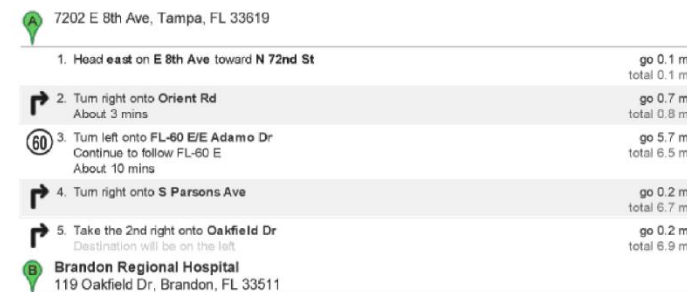 A
7202 E 8th Ave, Tampa, FL 33619
1. Head east on E 8th Ave toward N 72nd St
go 0.1 m
total 0.1 m
2. Turn right onto Orient Rd
About 3 mins
go 0.7 m
total 0.8 m
60
3. Turn left onto FL-60 E/E Adamo Dr
Continue to follow FL-60 E
About 10 mins
go 5.7 m
total 6.5 m
4. Turn right onto S Parsons Ave
go 0.2 m
total 6.7 m
5. Take the 2nd right onto Oakfield Dr
Destination will be on the left
go 0.2 m
total 6.9 m
B
Brandon Regional Hospital
119 Oakfield Dr, Brandon, FL 33511